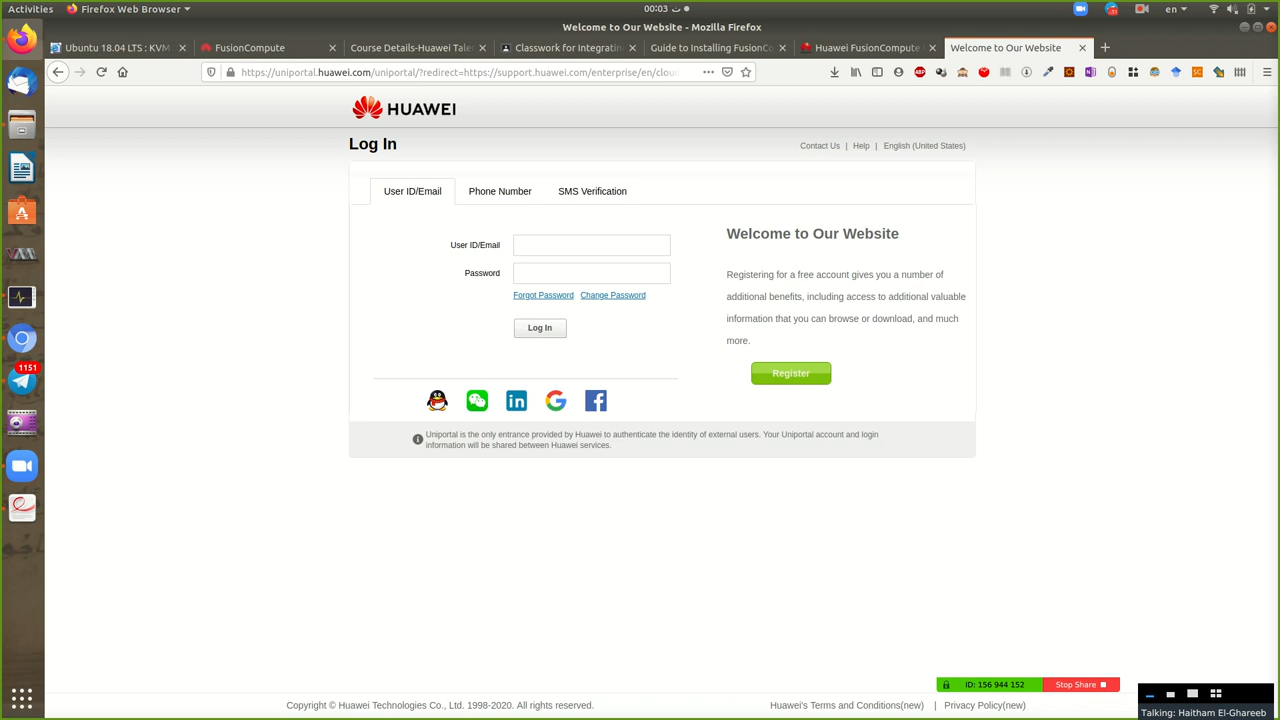 Activities
Firefox Web Browser
00:03 ت
en
Welcome to Our Website - Mozilla Firefox
Ubuntu 18.04 LTS : KVM
FusionCompute
Course Details-Huawei Talen
Classwork for Integratin
Guide to Installing FusionCo
Huawei FusionCompute
Welcome to Our Website
https://uniportal.huawei.com/uniportal/?redirect=https://support.huawei.com/enterprise/en/clou
ABP
SC
HUAWEI
Log In
Contact Us | Help | English (United States)
User ID/Email
Phone Number
SMS Verification
User ID/Email
Password
Forgot Password
Change Password
Log In
Welcome to Our Website
Registering for a free account gives you a number of
additional benefits, including access to additional valuable
information that you can browse or download, and much
more.
Register
Uniportal is the only entrance provided by Huawei to authenticate the identity of external users. Your Uniportal account and login
information will be shared between Huawei services.
1151
ID: 156 944 152
Stop Share
Talking: Haitham El-Ghareeb
Copyright © Huawei Technologies Co., Ltd. 1998-2020. All rights reserved.
Huawei's Terms and Conditions(new) | Privacy Policy(new)